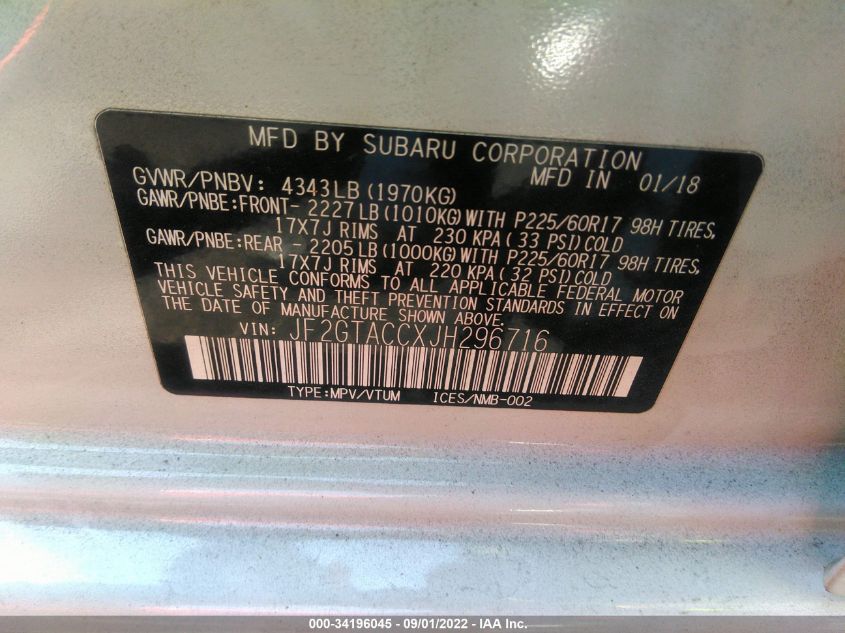 MFD BY SUBARU CORPORATION
GVWR/PNBV: 4343LB (1970KG) MFD IN 01/18
GAWR/PNBE:FRONT- 2227LB(1010KG)WITH P225/60R17 98H TIRES,
17X7J RIMS AT 230 KPA( 33 PSI)COLD
GAWR/PNBE:REAR - 2205LB(1000KG)WITH P225/60R17 98H TIRES,
17X7J RIMS AT 220 KPA( 32 PSI)COLD
THIS VEHICLE CONFORMS TO ALL APPLICABLE FEDERAL MOTOR
VEHICLE SAFETY AND THEFT PREVENTION STANDARDS IN EFFECT ON
THE DATE OF MANUFACTURE SHOWN ABOVE.
VIN: JF2GTACCXJH296716
TYPE:MPV/VTUM ICES/NMB-002
000-34196045 - 09/01/2022 - IAA Inc.